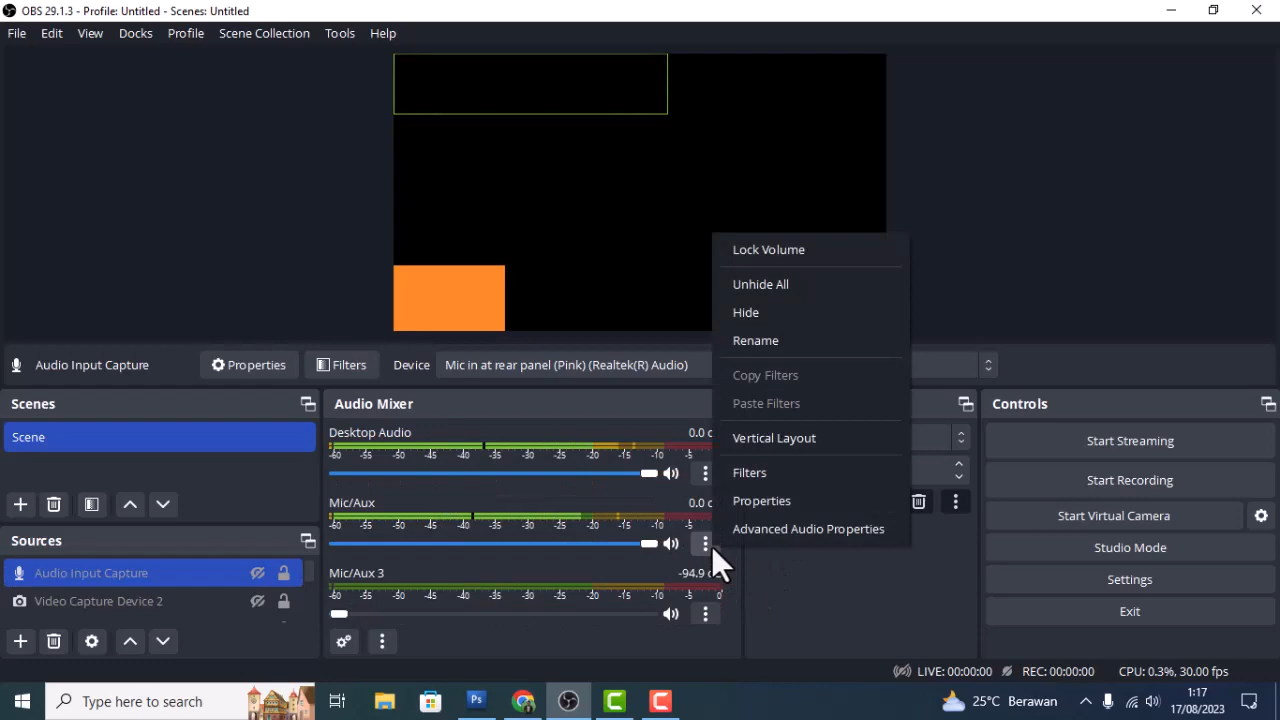 OBS 29.1.3 - Profile: Untitled - Scenes: Untitled
File Edit View Docks Profile Scene Collection Tools Help
Lock Volume
Unhide All
Hide
Rename
Copy Filters
Paste Filters
Vertical Layout
Filters
Properties
Advanced Audio Properties
Audio Input Capture Properties Filters Device Mic in at rear panel (Pink) (Realtek(R) Audio)
Scenes
Scene
Sources
Audio Input Capture
Video Capture Device 2
Audio Mixer
Desktop Audio 0.0
-60 -55 -50 -45 -40 -35 -30 -25 -20 -15 -10 -5 0
Mic/Aux 0.0
-60 -55 -50 -45 -40 -35 -30 -25 -20 -15 -10 -5 0
Mic/Aux 3 -94.9
-60 -55 -50 -45 -40 -35 -30 -25 -20 -15 -10 -5 0
Controls
Start Streaming
Start Recording
Start Virtual Camera
Studio Mode
Settings
Exit
LIVE: 00:00:00 REC: 00:00:00 CPU: 0.3%, 30.00 fps
Type here to search
Ps
25°C Berawan
1:17
17/08/2023